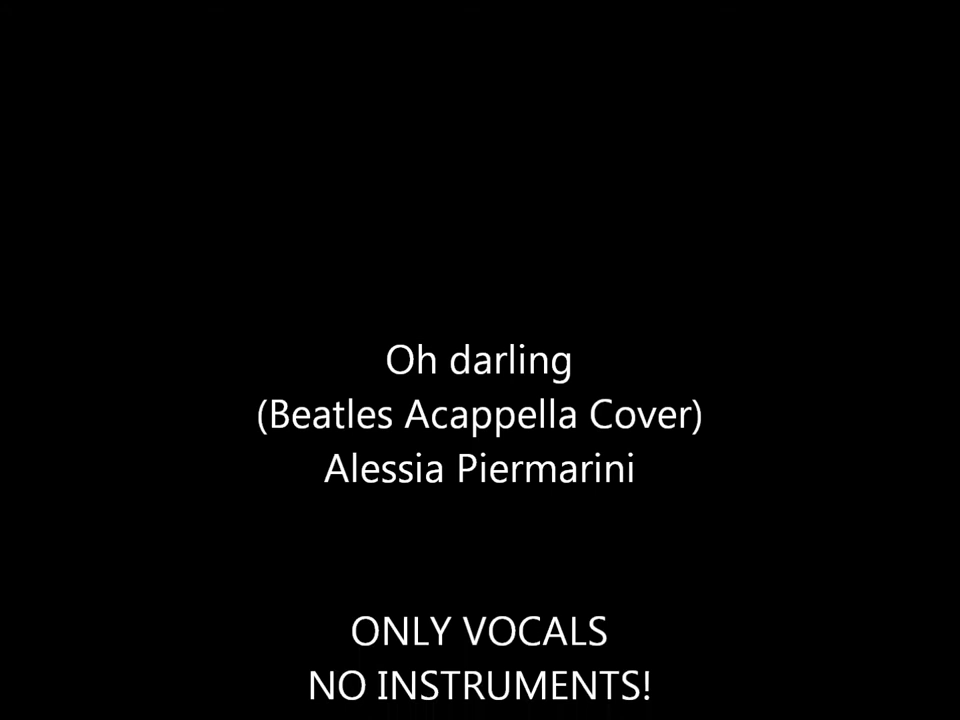 Oh darling
(Beatles Acappella Cover)
Alessia Piermarini
ONLY VOCALS
NO INSTRUMENTS!